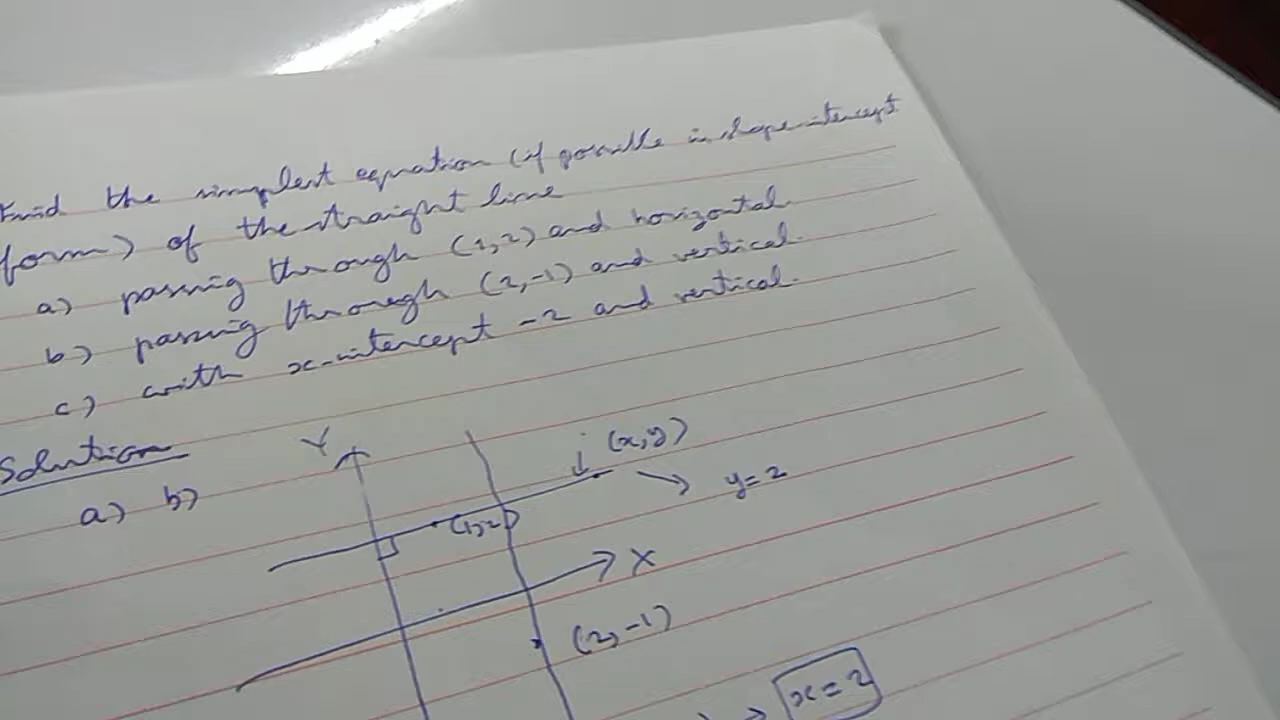 Find the simplest equation (if possible in slope-intercept
form) of the straight line
a) passing through (1,2) and horizontal.
b) passing through (2,-1) and vertical.
c) with x-intercept -2 and vertical.
Solution
a) b)
Y
(x,y)
y=2
(1,2)
X
(2,-1)
x=2